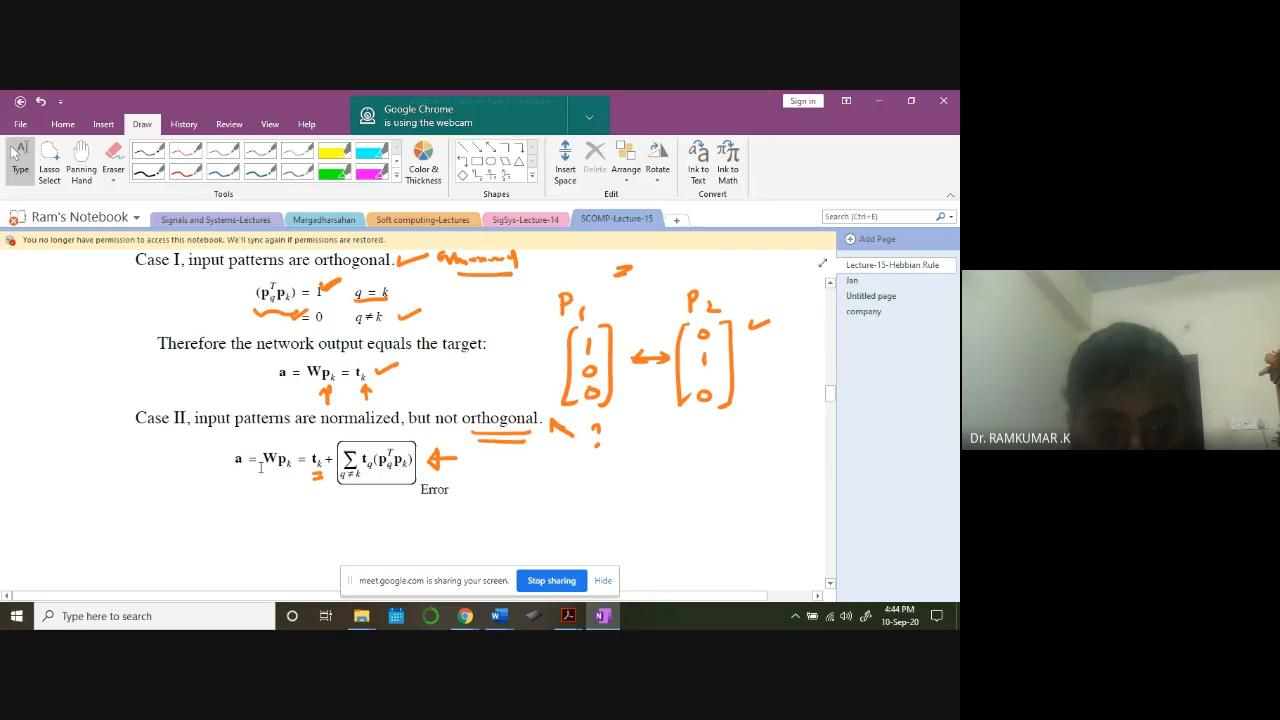 Google Chrome
is using the webcam
Sign in
File Home Insert Draw History Review View Help
Type
Lasso Select
Panning Hand
Eraser
Color & Thickness
Insert Space
Delete
Arrange
Rotate
Ink to Text
Ink to Math
Tools
Shapes
Edit
Convert
Ram's Notebook
Signals and Systems-Lectures
Margadharsahan
Soft computing-Lectures
SigSys-Lecture-14
SCOMP-Lecture-15
Search (Ctrl+E)
You no longer have permission to access this notebook. We'll sync again if permissions are restored.
Add Page
Lecture-15-Hebbian Rule
Jan
Untitled page
company
Case I, input patterns are orthogonal.
(p_q^T p_k) = 1 q = k
= 0 q ≠ k
Therefore the network output equals the target:
a = Wp_k = t_k
P1 P2
[1 0 0] ↔ [0 1 0]
Case II, input patterns are normalized, but not orthogonal.
?
a = Wp_k = t_k + ∑_{q≠k} t_q(p_q^T p_k)
Error
Dr. RAMKUMAR .K
meet.google.com is sharing your screen.
Stop sharing
Hide
Type here to search
4:44 PM
10-Sep-20